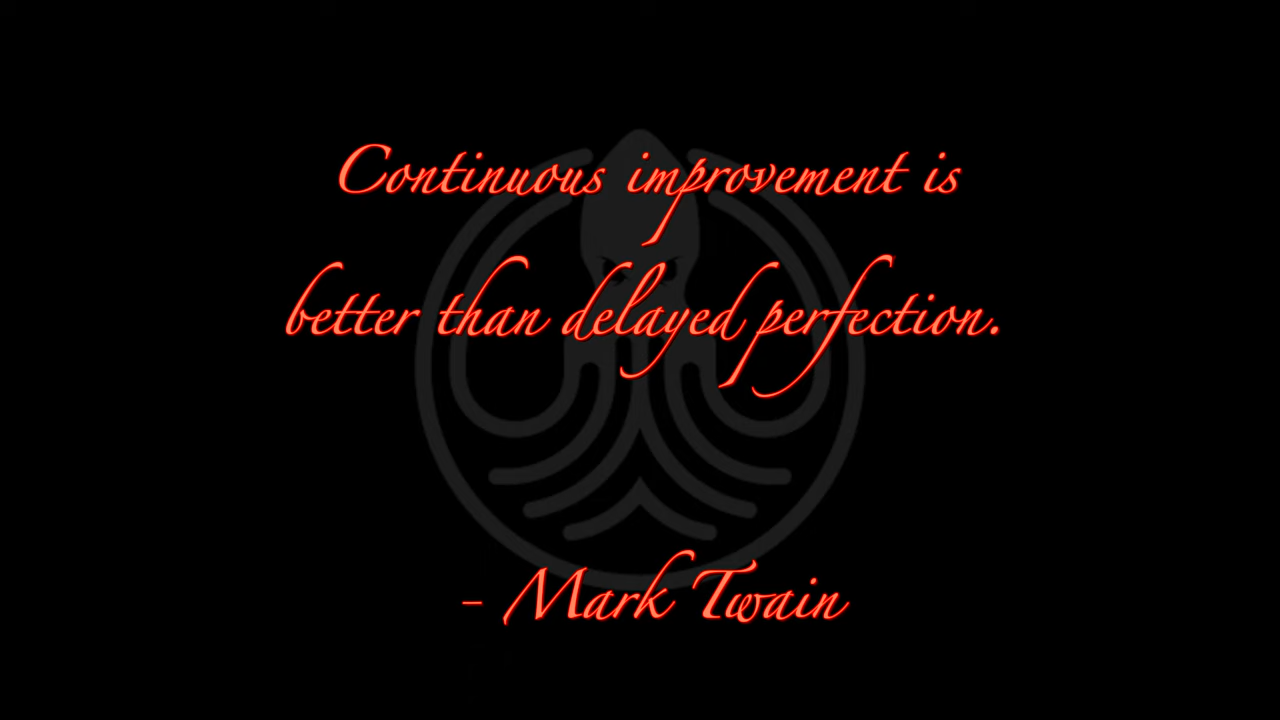 Continuous improvement is
better than delayed perfection.
- Mark Twain